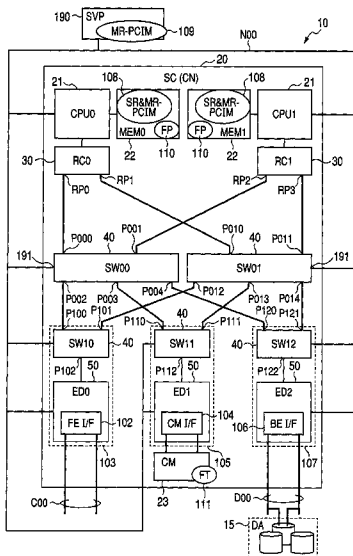 190 SVP
MR-PCIM 109
N00
10
20
21 108 SC (CN) 108 21
CPU0 SR&MR-PCIM SR&MR-PCIM CPU1
MEM0 FP FP MEM1
22 110 110 22
30 RC0 RC1 30
RP0 RP1 RP2 RP3
P000 P001 40 P010 40 P011
191 SW00 SW01 191
P002 P003 P004 P012 P013 P014
P100 P101 P110 40 P111 P120 P121
SW10 40 SW11 40 SW12
P102 50 P112 50 P122 50
ED0 ED1 ED2
FE I/F 102 CM I/F 104 106 BE I/F
103 105 107
CM FT
C00 23 111 D00
15 DA